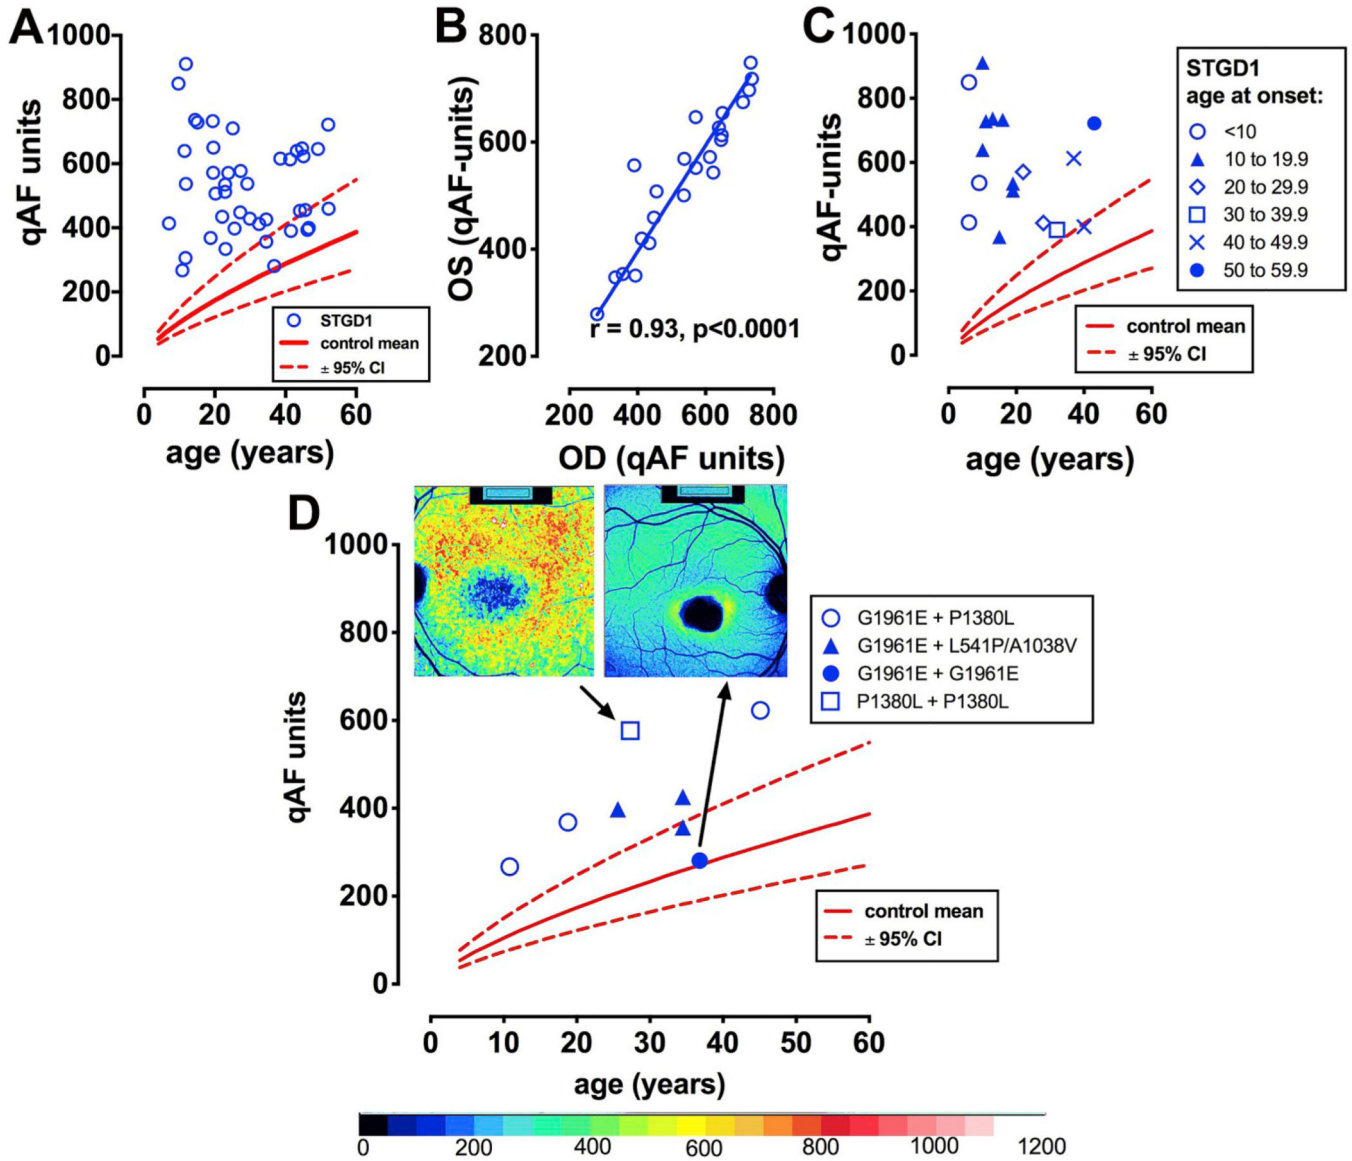 A
1000
800
600
400
200
0
qAF units
0 20 40 60
age (years)
STGD1
control mean
± 95% CI
B
800
600
400
200
OS (qAF-units)
r = 0.93, p<0.0001
200 400 600 800
OD (qAF units)
C
1000
800
600
400
200
0
qAF-units
0 20 40 60
age (years)
control mean
± 95% CI
STGD1
age at onset:
<10
10 to 19.9
20 to 29.9
30 to 39.9
40 to 49.9
50 to 59.9
D
1000
800
600
400
200
0
qAF units
0 10 20 30 40 50 60
age (years)
G1961E + P1380L
G1961E + L541P/A1038V
G1961E + G1961E
P1380L + P1380L
control mean
± 95% CI
0 200 400 600 800 1000 1200